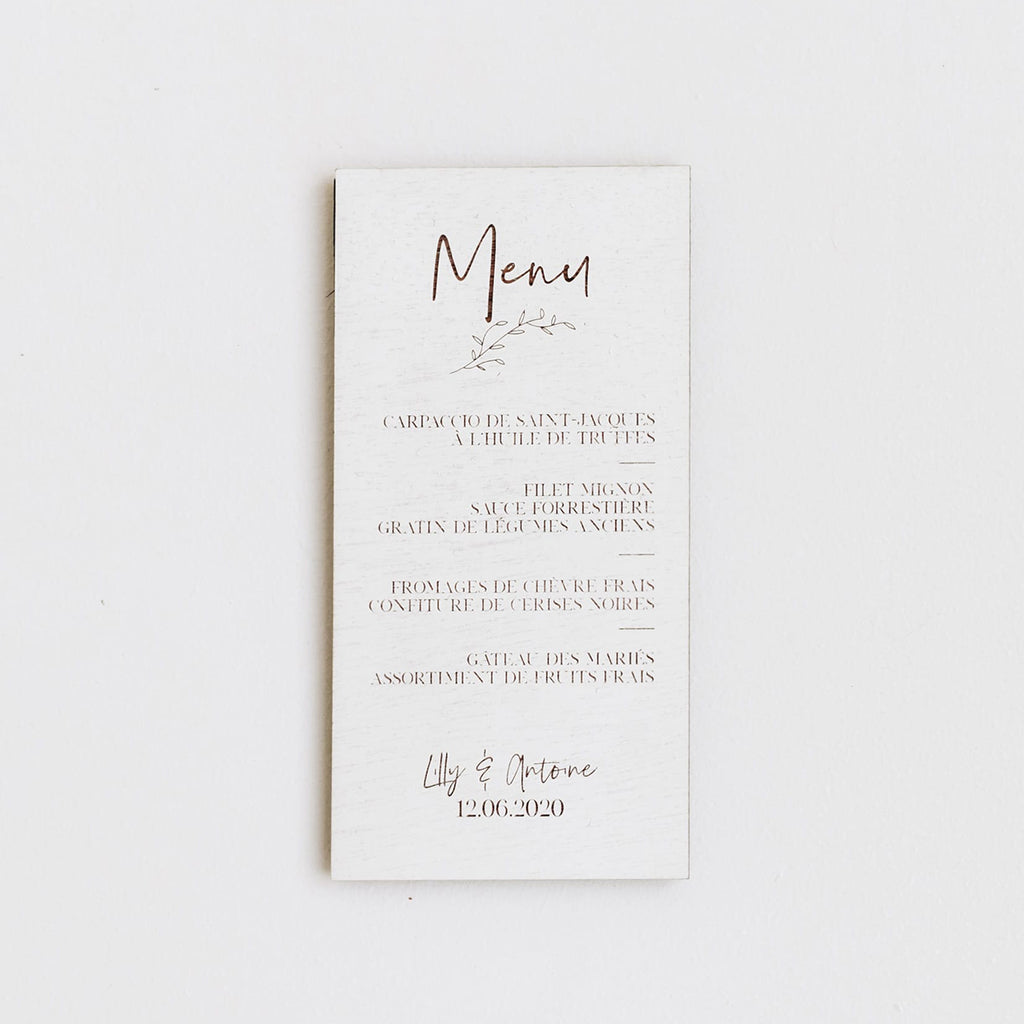 Menu
CARPACCIO DE SAINT-JACQUES
À L'HUILE DE TRUFFES
FILET MIGNON
SAUCE FORRESTIÈRE
GRATIN DE LÉGUMES ANCIENS
FROMAGES DE CHÈVRE FRAIS
CONFITURE DE CERISES NOIRES
GÂTEAU DES MARIÉS
ASSORTIMENT DE FRUITS FRAIS
Lilly & Antoine
12.06.2020